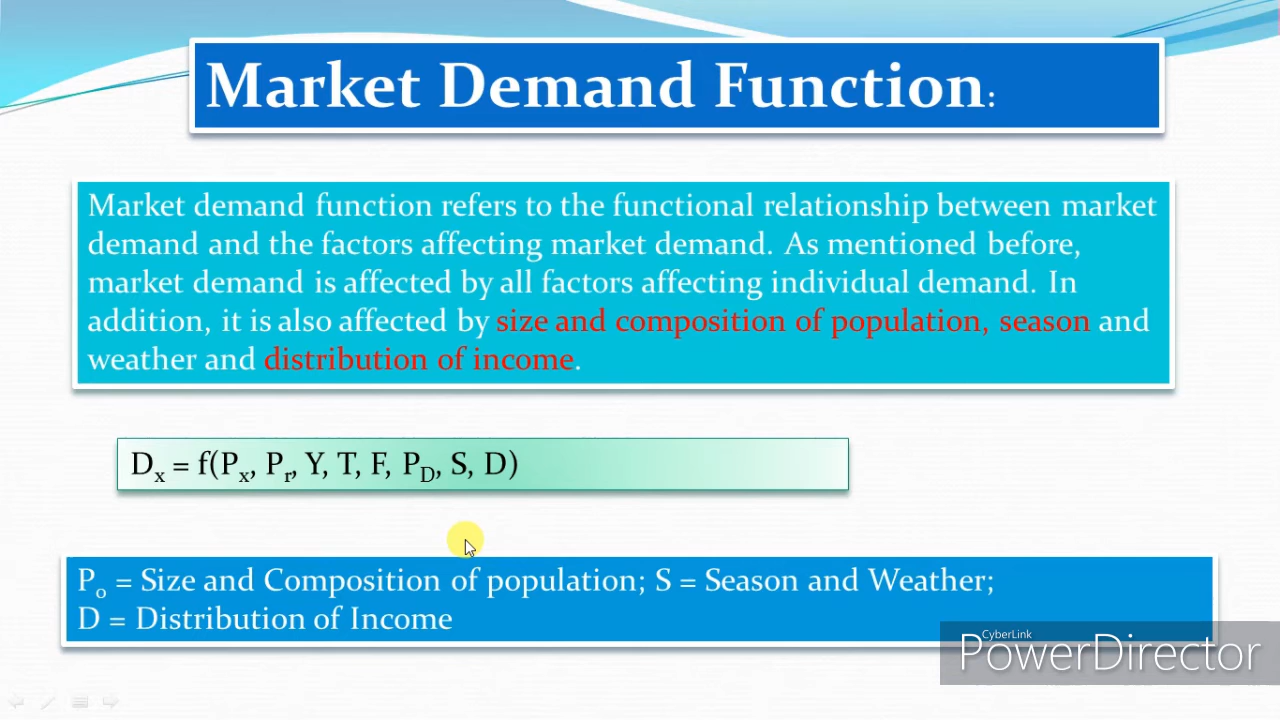 Market Demand Function:
Market demand function refers to the functional relationship between market
demand and the factors affecting market demand. As mentioned before,
market demand is affected by all factors affecting individual demand. In
addition, it is also affected by size and composition of population, season and
weather and distribution of income.
Dx = f(Px, Pr, Y, T, F, PD, S, D)
Po = Size and Composition of population; S = Season and Weather;
D = Distribution of Income
CyberLink
PowerDirector